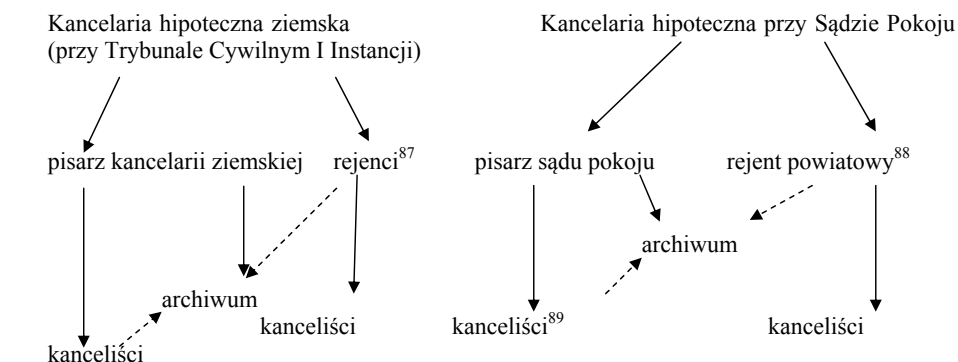 Kancelaria hipoteczna ziemska
(przy Trybunale Cywilnym I Instancji)
Kancelaria hipoteczna przy Sądzie Pokoju
pisarz kancelarii ziemskiej
rejenci87
pisarz sądu pokoju
rejent powiatowy88
archiwum
archiwum
kanceliści
kanceliści89
kanceliści
kanceliści